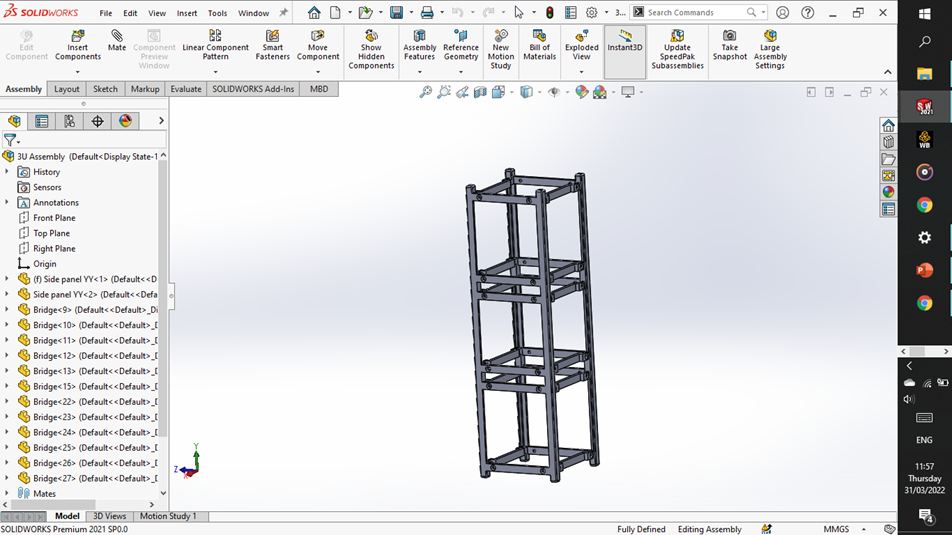 SOLIDWORKS File Edit View Insert Tools Window 3... Search Commands
Edit Component
Insert Components
Mate
Component Preview Window
Linear Component Pattern
Smart Fasteners
Move Component
Show Hidden Components
Assembly Features
Reference Geometry
New Motion Study
Bill of Materials
Exploded View
Instant3D
Update SpeedPak Subassemblies
Take Snapshot
Large Assembly Settings
Assembly Layout Sketch Markup Evaluate SOLIDWORKS Add-Ins MBD
3U Assembly (Default<Display State-1
History
Sensors
Annotations
Front Plane
Top Plane
Right Plane
Origin
(f) Side panel YY<1> (Default<<D
Side panel YY<2> (Default<<Defa
Bridge<9> (Default<<Default>_Di
Bridge<10> (Default<<Default>_D
Bridge<11> (Default<<Default>_D
Bridge<12> (Default<<Default>_D
Bridge<13> (Default<<Default>_D
Bridge<15> (Default<<Default>_D
Bridge<22> (Default<<Default>_D
Bridge<23> (Default<<Default>_D
Bridge<24> (Default<<Default>_D
Bridge<25> (Default<<Default>_D
Bridge<26> (Default<<Default>_D
Bridge<27> (Default<<Default>_D
Mates
Y
Z
X
Model 3D Views Motion Study 1
SOLIDWORKS Premium 2021 SP0.0 Fully Defined Editing Assembly MMGS
SW
2021
WB
ENG
11:57
Thursday
31/03/2022
4